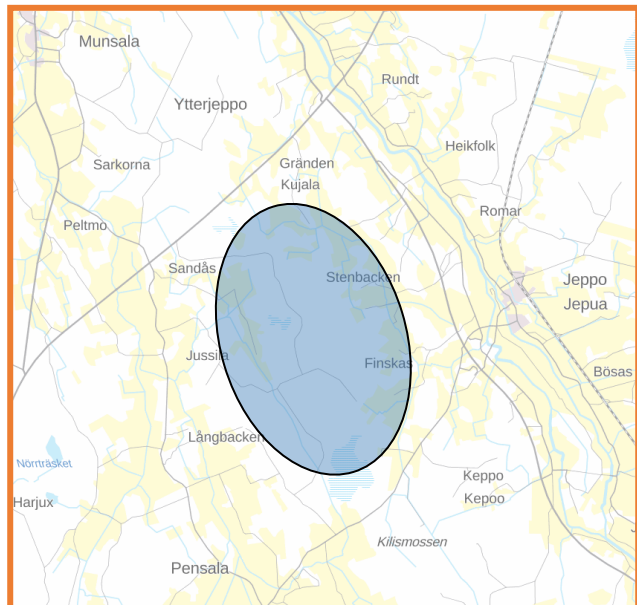 Munsala
Rundt
Ytterjeppo
Heikfolk
Sarkorna
Gränden
Kujala
Romar
Peltmo
Sandås
Stenbacken
Jeppo
Jepua
Jussila
Finskas
Bösas
Långbacken
Nörrträsket
Keppo
Kepoo
Harjux
Kilismossen
Pensala